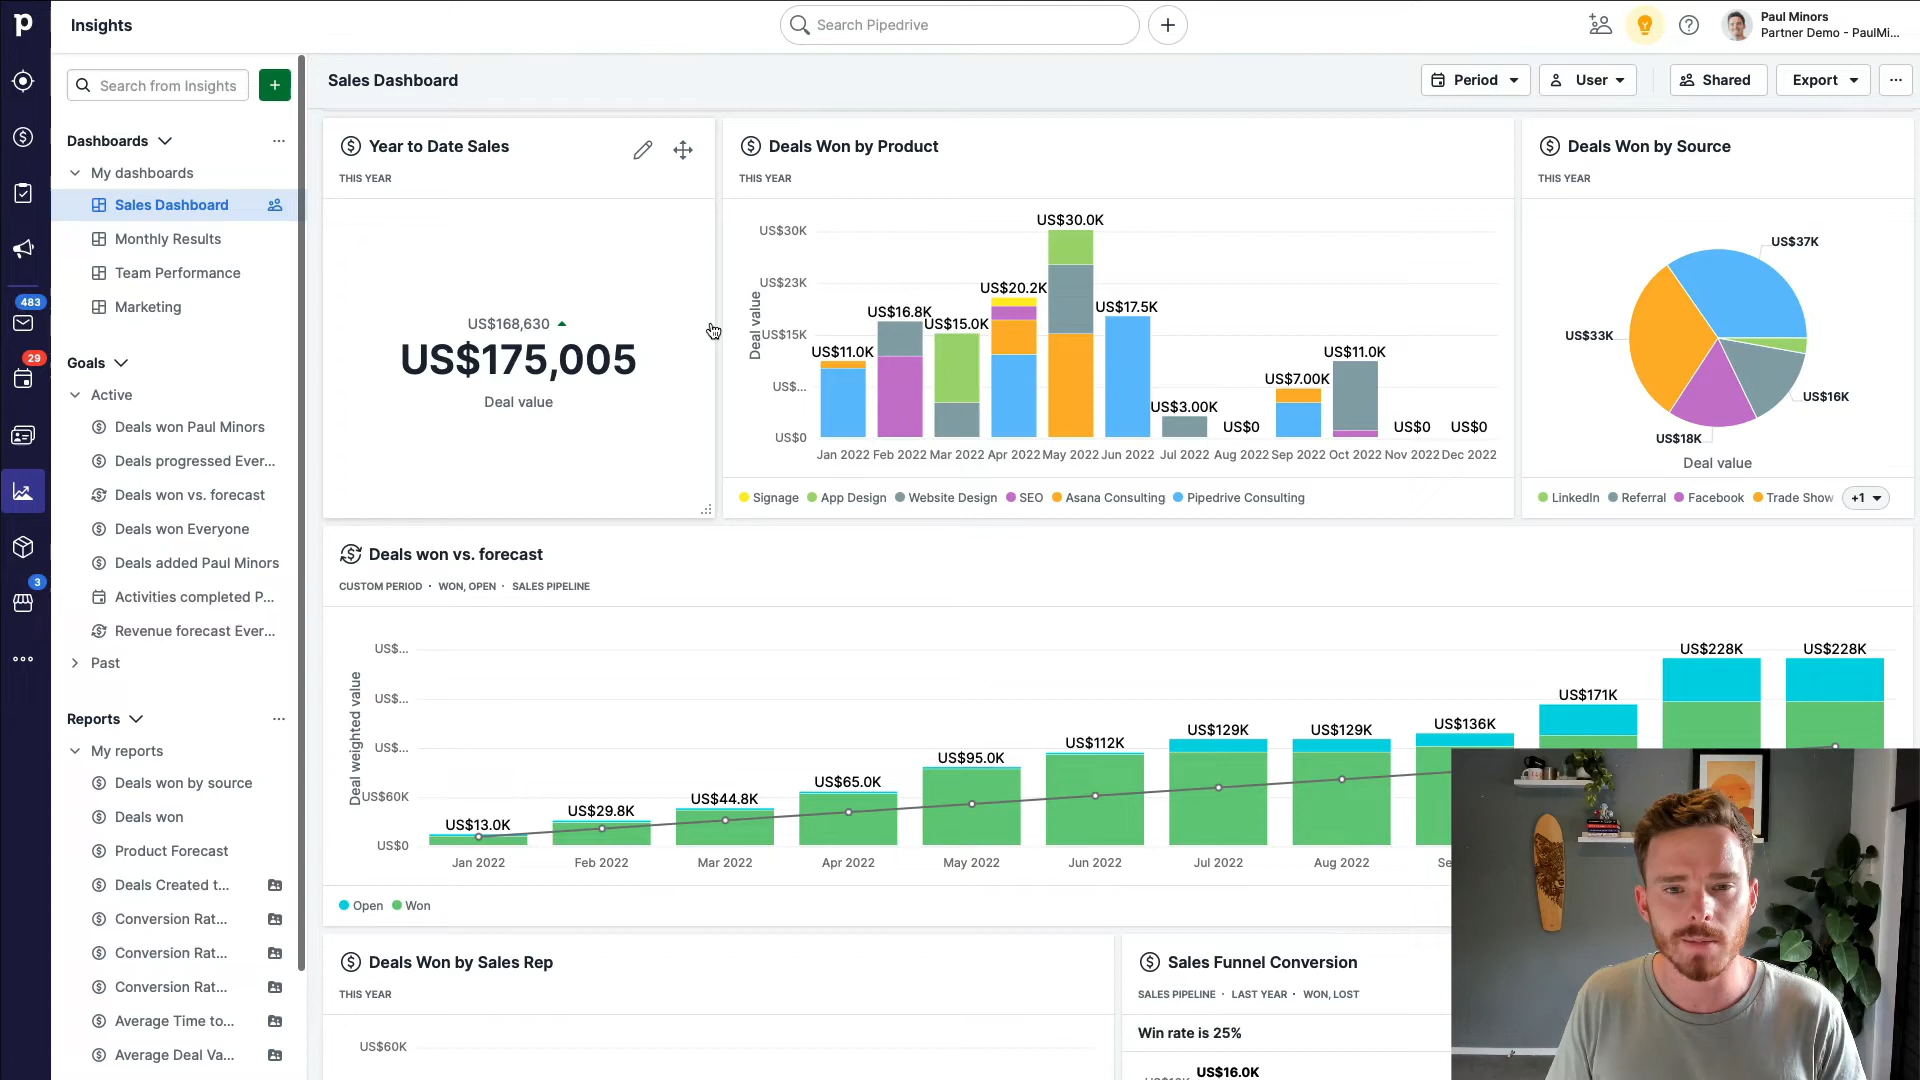 p
Insights
Search Pipedrive
Paul Minors
Partner Demo - PaulMi...
Search from Insights
Sales Dashboard
Period
User
Shared
Export
Dashboards
My dashboards
Sales Dashboard
Monthly Results
Team Performance
Marketing
483
29
3
Goals
Active
Deals won Paul Minors
Deals progressed Ever...
Deals won vs. forecast
Deals won Everyone
Deals added Paul Minors
Activities completed P...
Revenue forecast Ever...
Past
Reports
My reports
Deals won by source
Deals won
Product Forecast
Deals Created t...
Conversion Rat...
Conversion Rat...
Conversion Rat...
Average Time to...
Average Deal Va...
Year to Date Sales
THIS YEAR
US$168,630
US$175,005
Deal value
Deals Won by Product
THIS YEAR
Deal value
US$30K
US$23K
US$15K
US$...
US$0
US$11.0K
US$16.8K
US$15.0K
US$20.2K
US$30.0K
US$17.5K
US$3.00K
US$0
US$7.00K
US$11.0K
US$0
US$0
Jan 2022 Feb 2022 Mar 2022 Apr 2022 May 2022 Jun 2022 Jul 2022 Aug 2022 Sep 2022 Oct 2022 Nov 2022 Dec 2022
Signage App Design Website Design SEO Asana Consulting Pipedrive Consulting
Deals Won by Source
THIS YEAR
US$37K
US$33K
US$16K
US$18K
Deal value
LinkedIn Referral Facebook Trade Show +1
Deals won vs. forecast
CUSTOM PERIOD · WON, OPEN · SALES PIPELINE
Deal weighted value
US$...
US$...
US$...
US$60K
US$0
US$13.0K
US$29.8K
US$44.8K
US$65.0K
US$95.0K
US$112K
US$129K
US$129K
US$136K
US$171K
US$228K
US$228K
Jan 2022 Feb 2022 Mar 2022 Apr 2022 May 2022 Jun 2022 Jul 2022 Aug 2022 Se
Open Won
Deals Won by Sales Rep
THIS YEAR
US$60K
Sales Funnel Conversion
SALES PIPELINE · LAST YEAR · WON, LOST
Win rate is 25%
US$16.0K